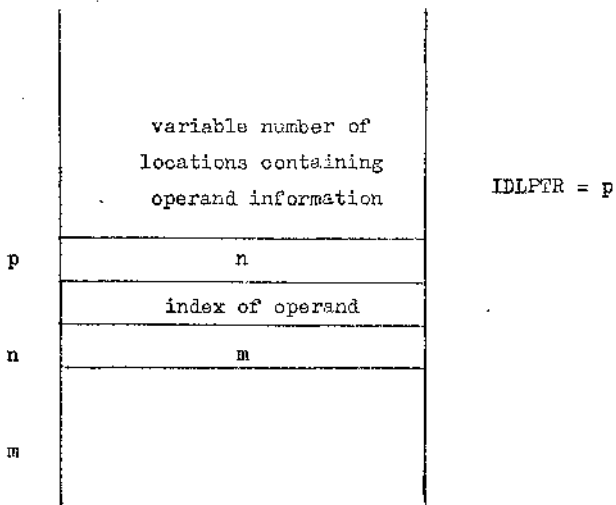 variable number of
locations containing
operand information
IDLPTR = p
p n
index of operand
n m
m